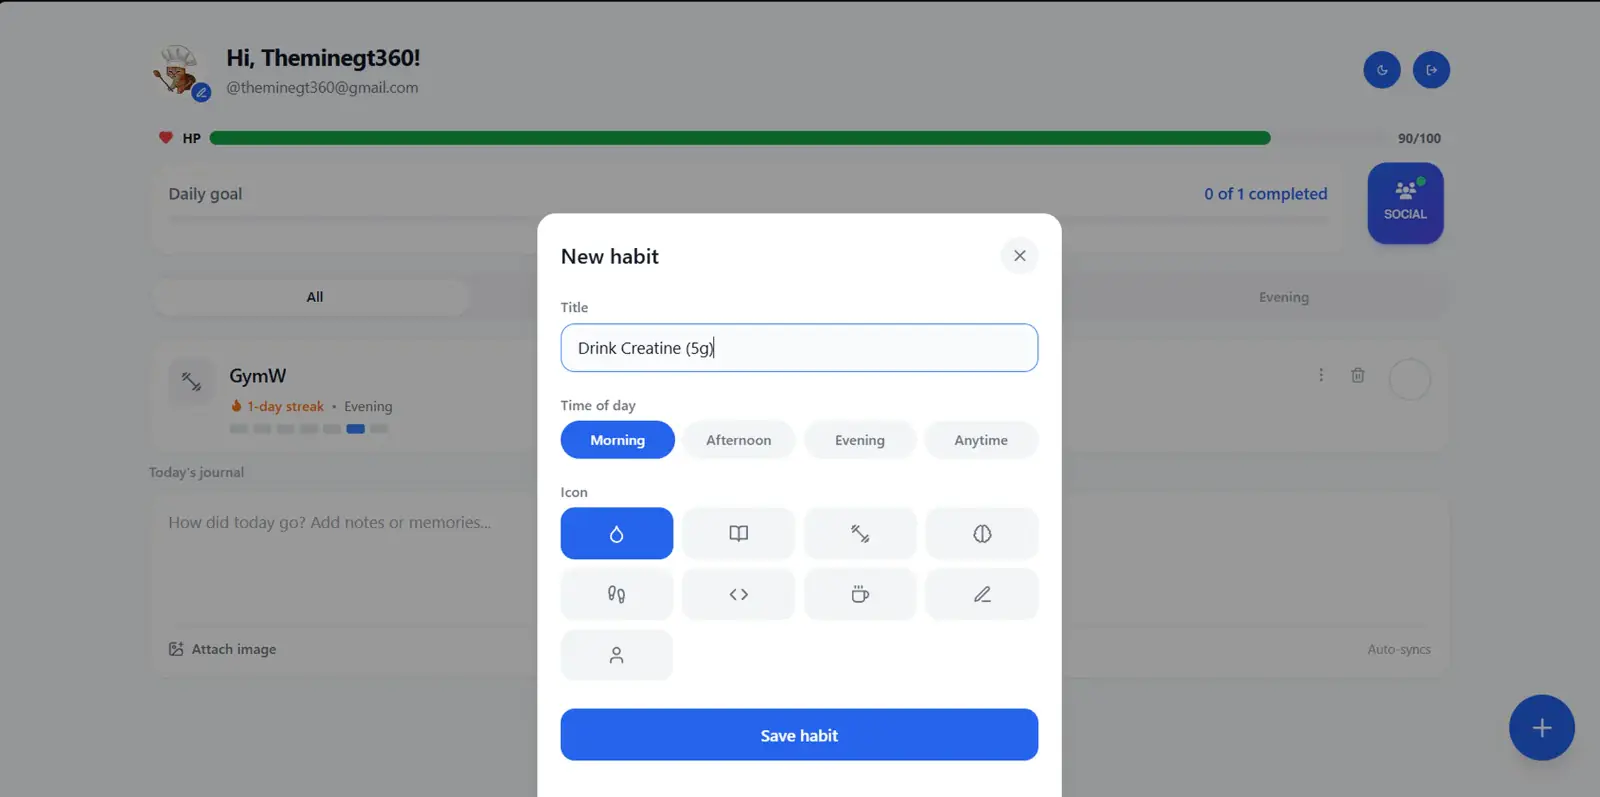 Hi, Theminegt360!
@theminegt360@gmail.com
HP
90/100
Daily goal
0 of 1 completed
SOCIAL
All
Evening
GymW
1-day streak • Evening
Today's journal
How did today go? Add notes or memories...
Attach image
Auto-syncs
New habit
Title
Drink Creatine (5g)
Time of day
Morning
Afternoon
Evening
Anytime
Icon
Save habit